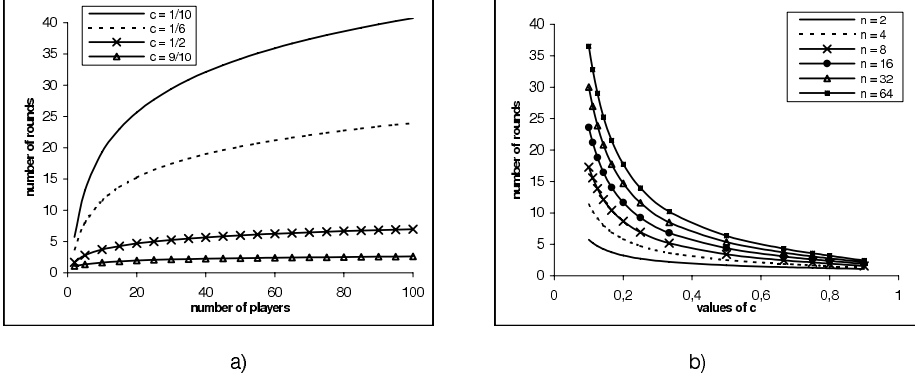 number of rounds
40
35
30
25
20
15
10
5
0
c = 1/10
c = 1/6
c = 1/2
c = 9/10
0 20 40 60 80 100
number of players
a)
number of rounds
40
35
30
25
20
15
10
5
0
n = 2
n = 4
n = 8
n = 16
n = 32
n = 64
0 0,2 0,4 0,6 0,8 1
values of c
b)